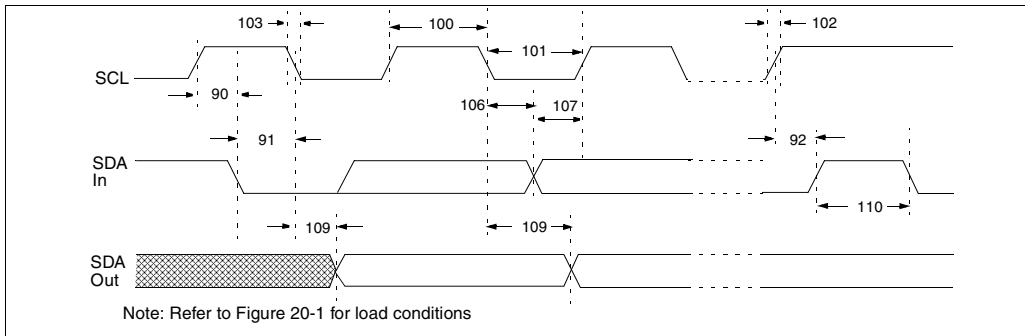 103
100
102
101
SCL
90
106
107
91
92
SDA
In
110
109
109
SDA
Out
Note: Refer to Figure 20-1 for load conditions